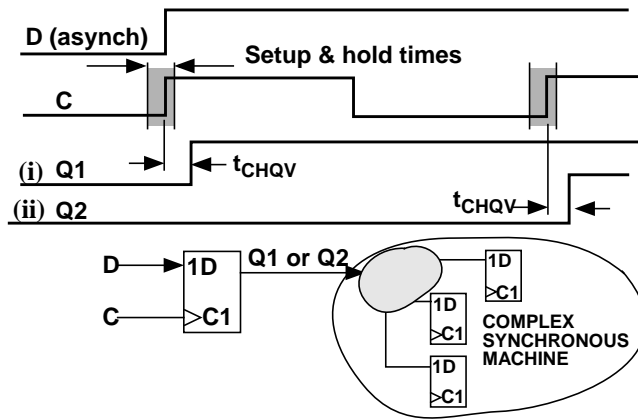 D (asynch)
Setup & hold times
C
(i) Q1
tCHQV
(ii) Q2
tCHQV
D
1D
Q1 or Q2
C
C1
1D
C1
1D
C1
1D
C1
COMPLEX
SYNCHRONOUS
MACHINE